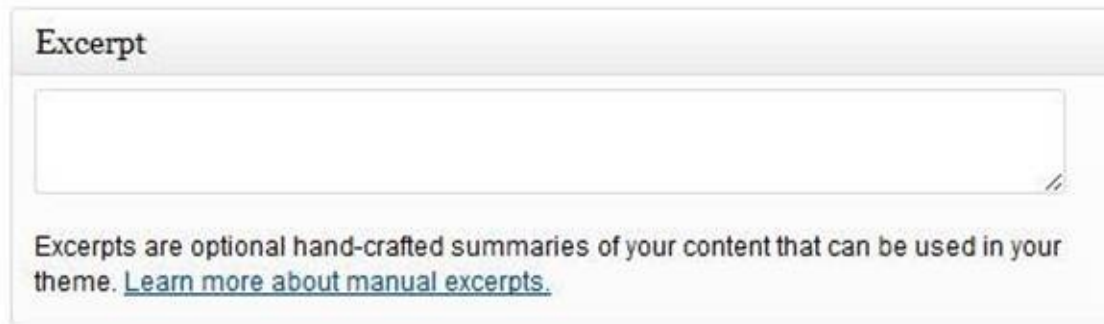 Excerpt
Excerpts are optional hand-crafted summaries of your content that can be used in your
theme. Learn more about manual excerpts.